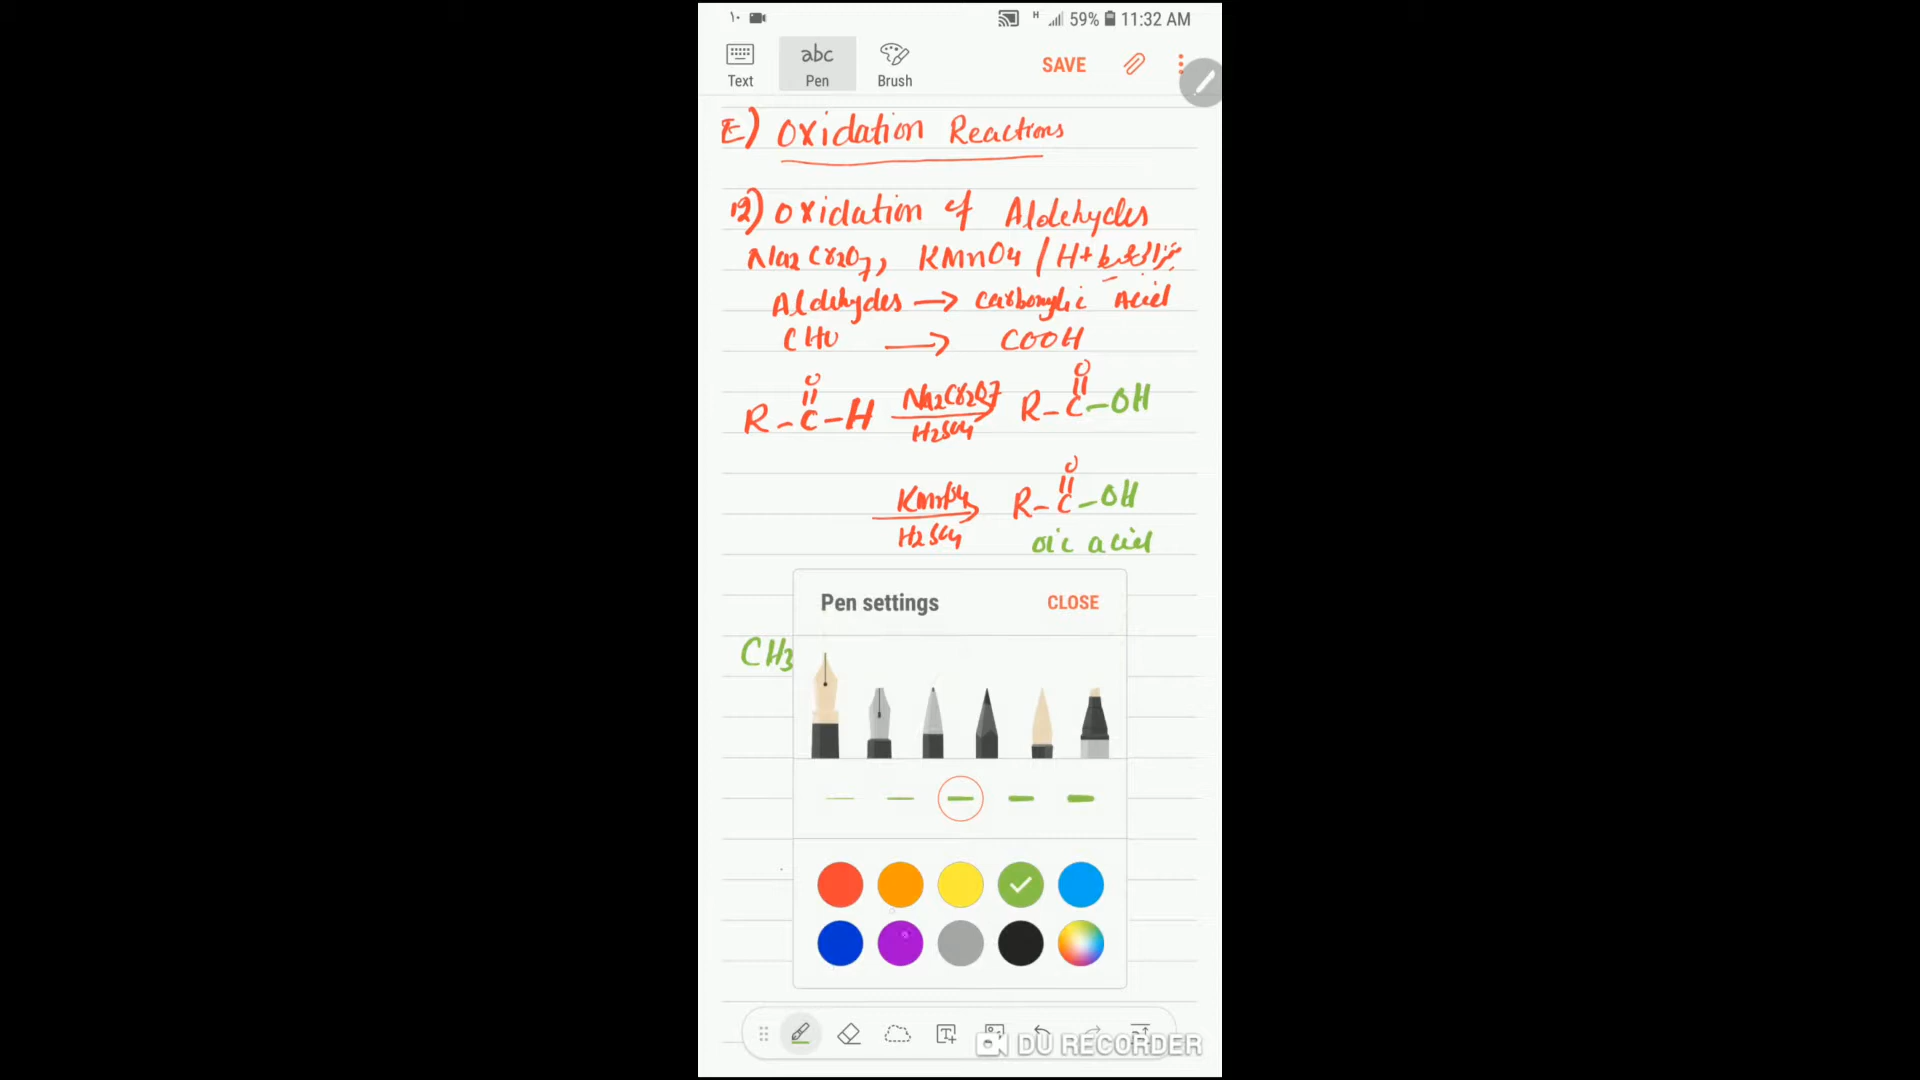 ۱۰ H 59% 11:32 AM
Text abc Pen Brush SAVE
E) Oxidation Reactions
12) Oxidation of Aldehydes
Na2Cr2O7, KMnO4 / H+
Aldehydes → Carboxylic Acid
CHO → COOH
O O
R - C - H Na2Cr2O7 R - C - OH
H2SO4
O
KMnO4 R - C - OH
H2SO4 oic acid
Pen settings CLOSE
CH3
DU RECORDER